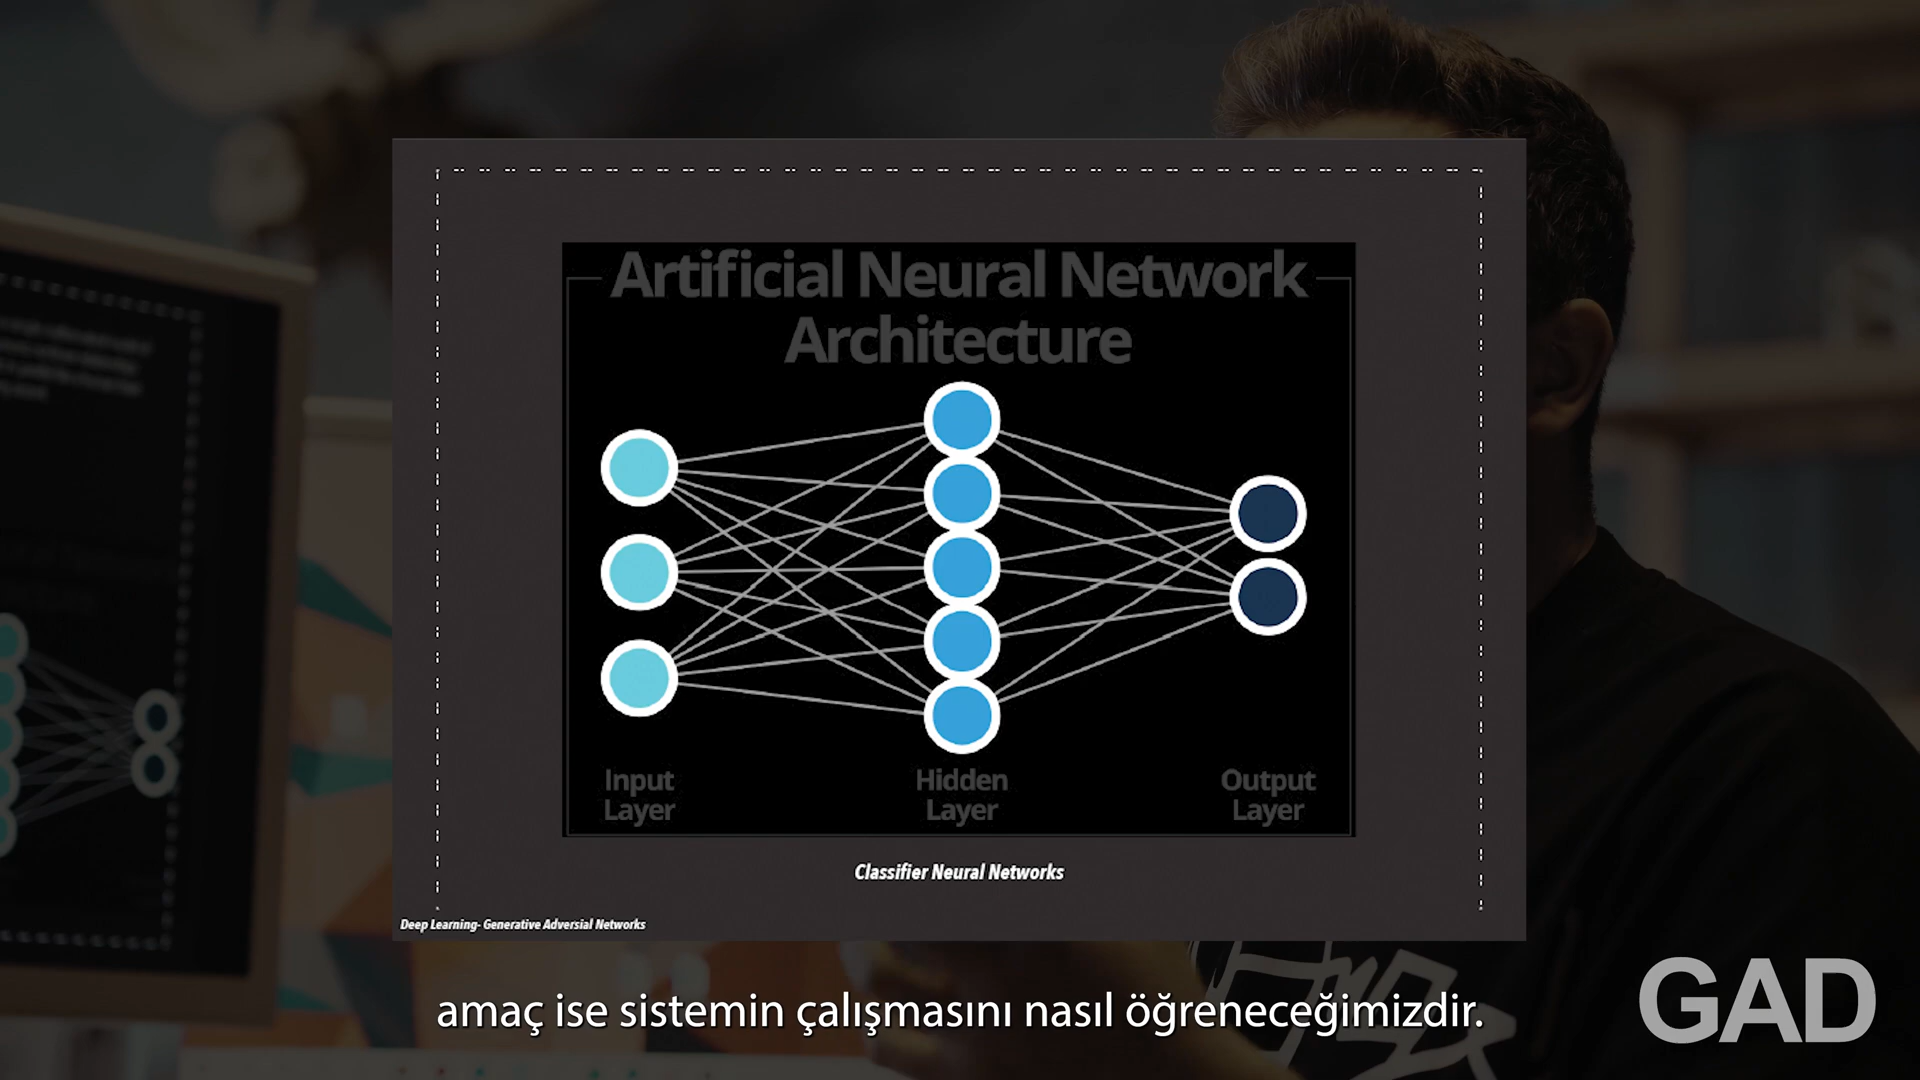 Artificial Neural Network
Architecture
Input
Layer
Hidden
Layer
Output
Layer
Classifier Neural Networks
Deep Learning- Generative Adversial Networks
amaç ise sistemin çalışmasını nasıl öğreneceğimizdir.
GAD